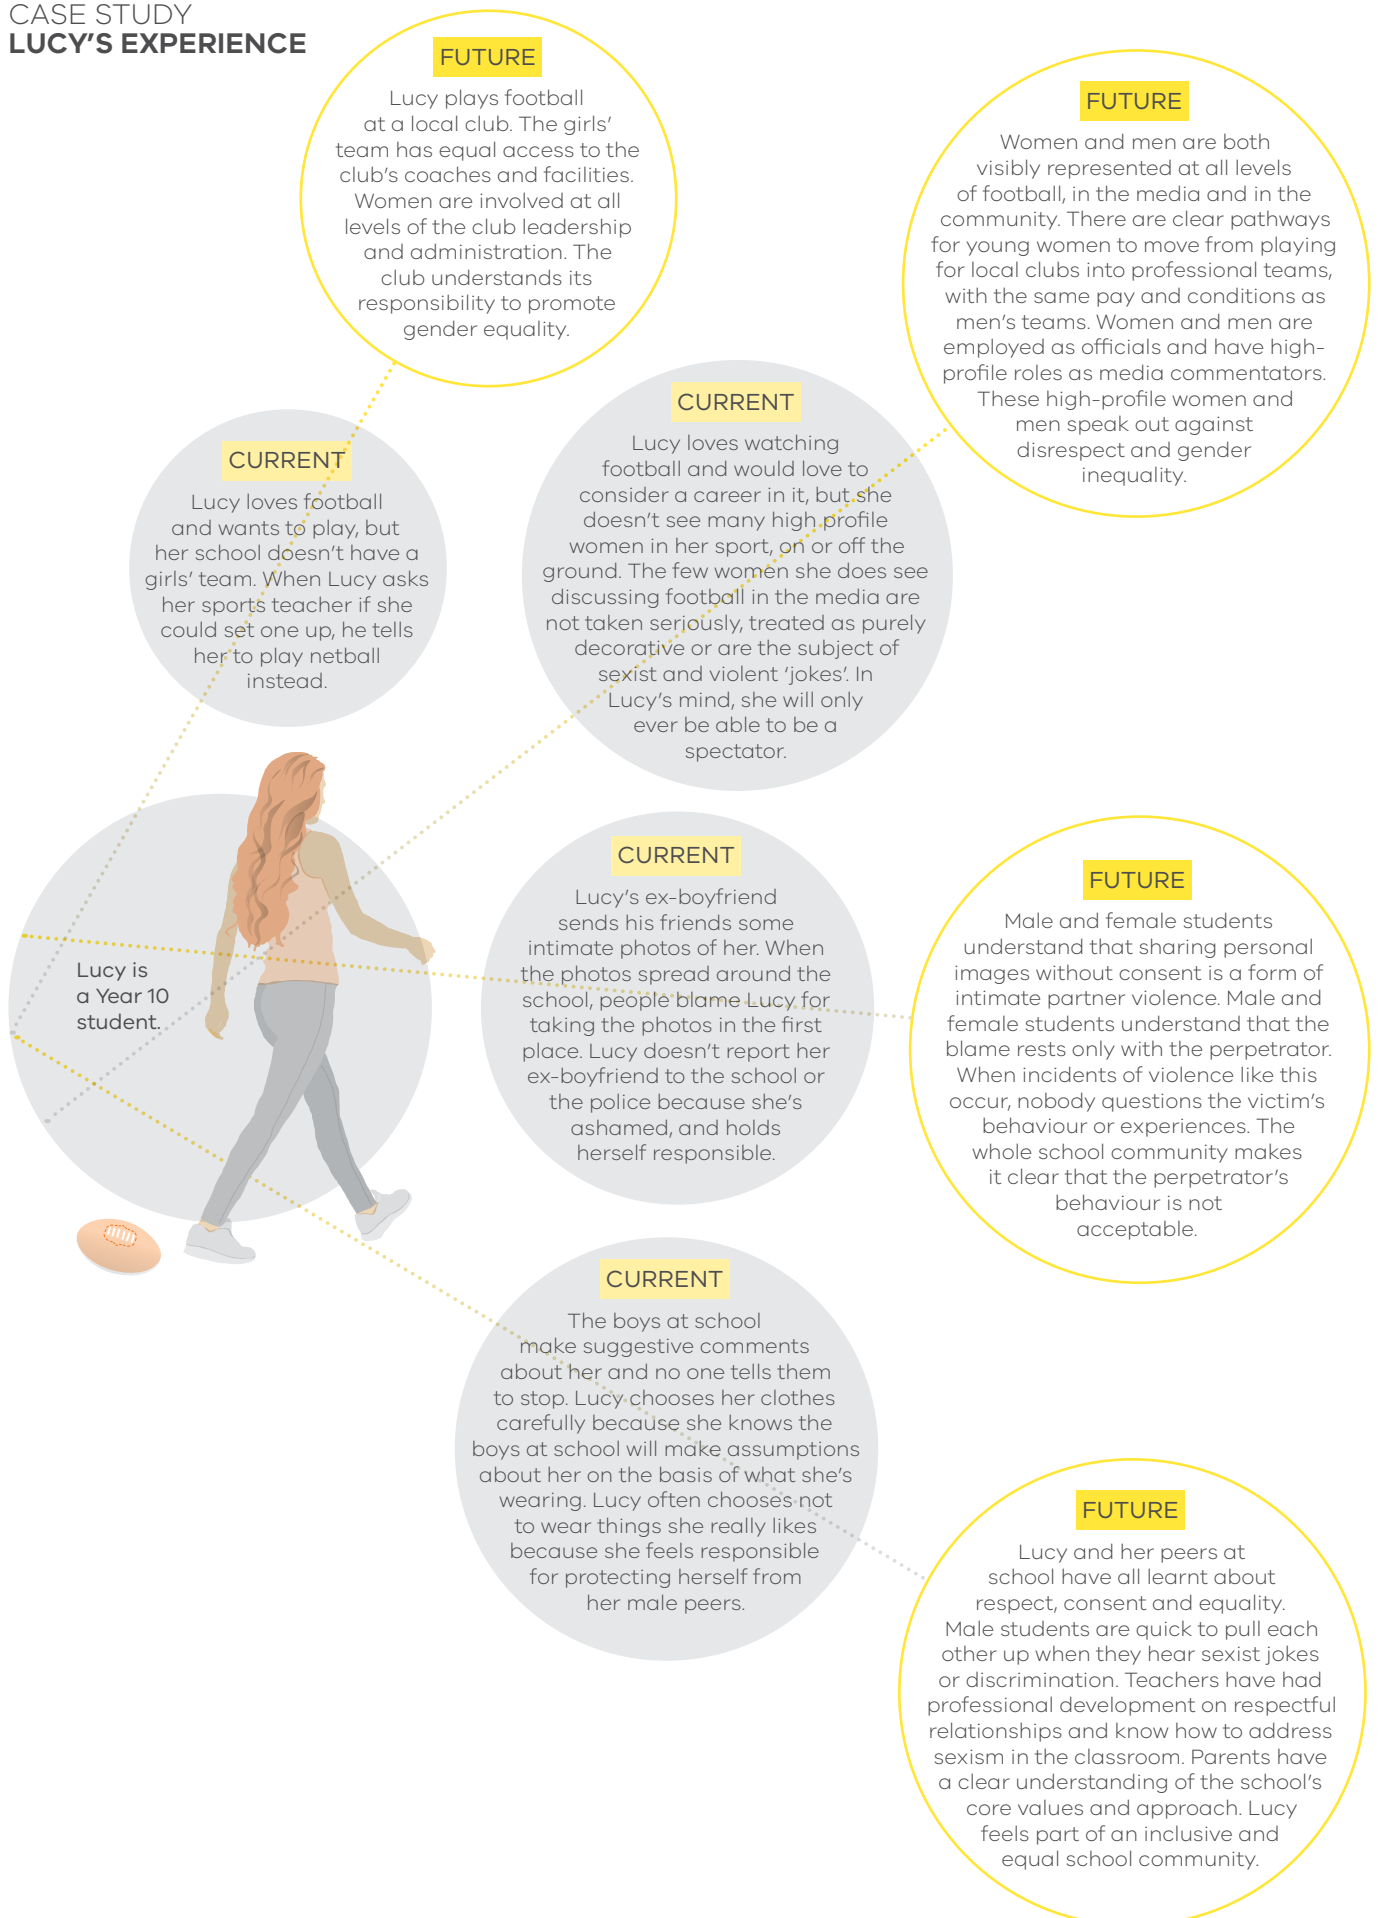 CASE STUDY
LUCY’S EXPERIENCE
FUTURE
Lucy plays football
at a local club. The girls’
team has equal access to the
club’s coaches and facilities.
Women are involved at all
levels of the club leadership
and administration. The
club understands its
responsibility to promote
gender equality.
FUTURE
Women and men are both
visibly represented at all levels
of football, in the media and in the
community. There are clear pathways
for young women to move from playing
for local clubs into professional teams,
with the same pay and conditions as
men’s teams. Women and men are
employed as officials and have high-
profile roles as media commentators.
These high-profile women and
men speak out against
disrespect and gender
inequality.
CURRENT
Lucy loves football
and wants to play, but
her school doesn’t have a
girls’ team. When Lucy asks
her sports teacher if she
could set one up, he tells
her to play netball
instead.
CURRENT
Lucy loves watching
football and would love to
consider a career in it, but she
doesn’t see many high profile
women in her sport, on or off the
ground. The few women she does see
discussing football in the media are
not taken seriously, treated as purely
decorative or are the subject of
sexist and violent ‘jokes’. In
Lucy’s mind, she will only
ever be able to be a
spectator.
Lucy is
a Year 10
student.
CURRENT
Lucy’s ex-boyfriend
sends his friends some
intimate photos of her. When
the photos spread around the
school, people blame Lucy for
taking the photos in the first
place. Lucy doesn’t report her
ex-boyfriend to the school or
the police because she’s
ashamed, and holds
herself responsible.
FUTURE
Male and female students
understand that sharing personal
images without consent is a form of
intimate partner violence. Male and
female students understand that the
blame rests only with the perpetrator.
When incidents of violence like this
occur, nobody questions the victim’s
behaviour or experiences. The
whole school community makes
it clear that the perpetrator’s
behaviour is not
acceptable.
CURRENT
The boys at school
make suggestive comments
about her and no one tells them
to stop. Lucy chooses her clothes
carefully because she knows the
boys at school will make assumptions
about her on the basis of what she’s
wearing. Lucy often chooses not
to wear things she really likes
because she feels responsible
for protecting herself from
her male peers.
FUTURE
Lucy and her peers at
school have all learnt about
respect, consent and equality.
Male students are quick to pull each
other up when they hear sexist jokes
or discrimination. Teachers have had
professional development on respectful
relationships and know how to address
sexism in the classroom. Parents have
a clear understanding of the school’s
core values and approach. Lucy
feels part of an inclusive and
equal school community.